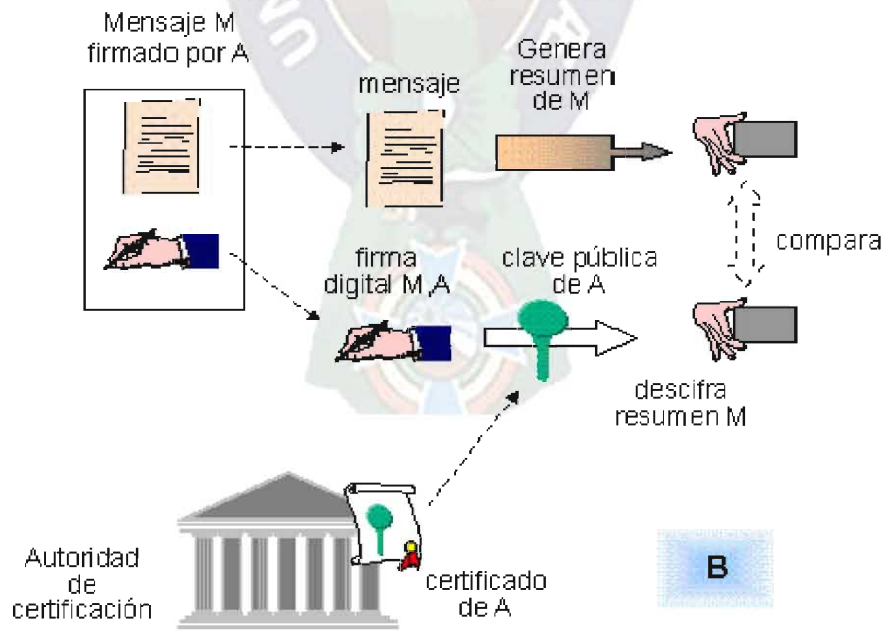 Mensaje M
firmado por A
mensaje
Genera
resumen
de M
firma
digital M,A
clave pública
de A
compara
descifra
resumen M
Autoridad
de
certificación
certificado
de A
B